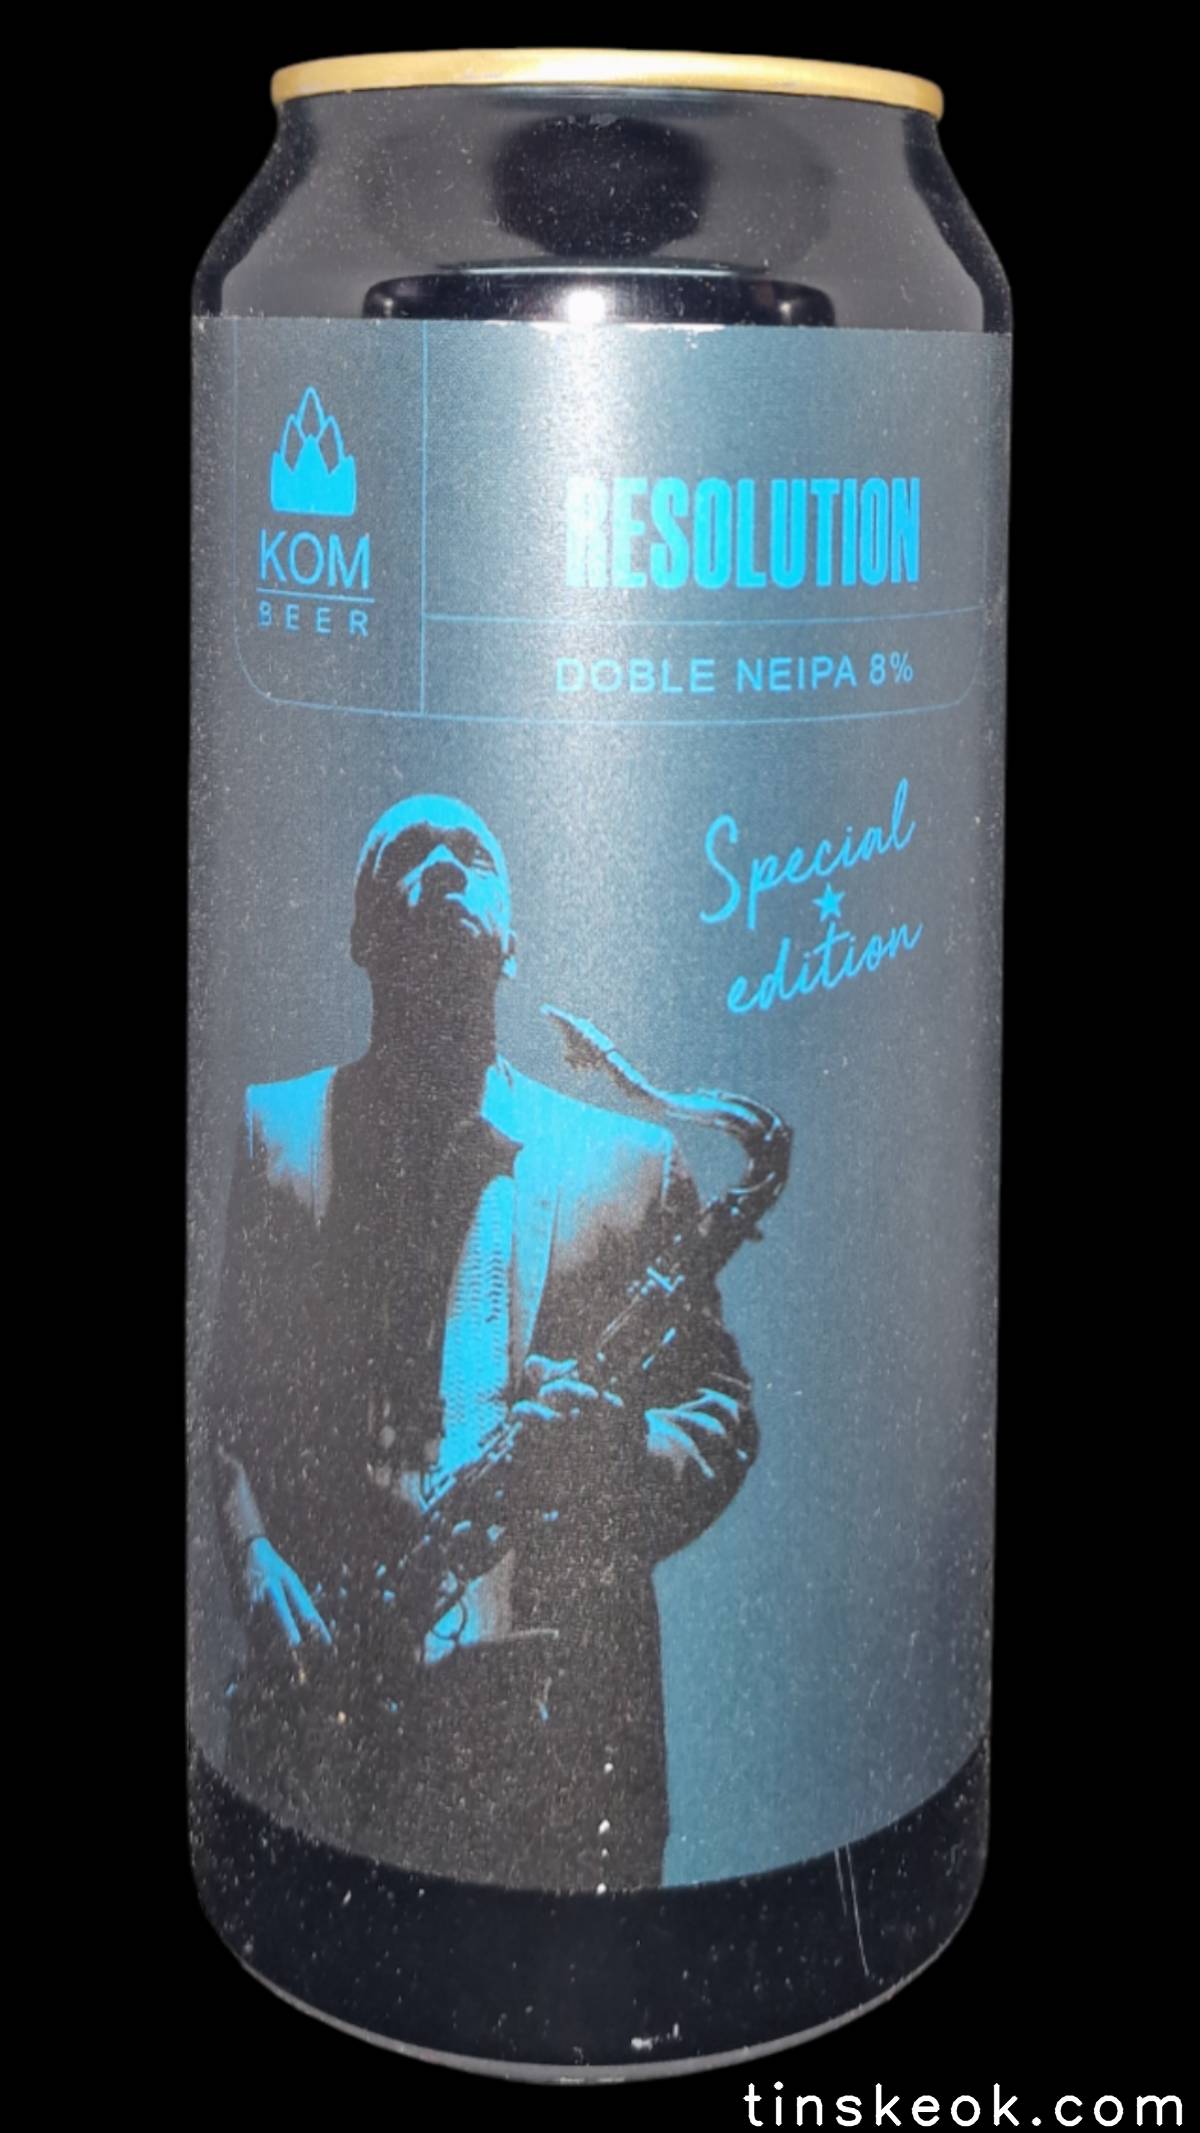 KOM
BEER
RESOLUTION
DOBLE NEIPA 8%
Special
edition
tinskeok.com